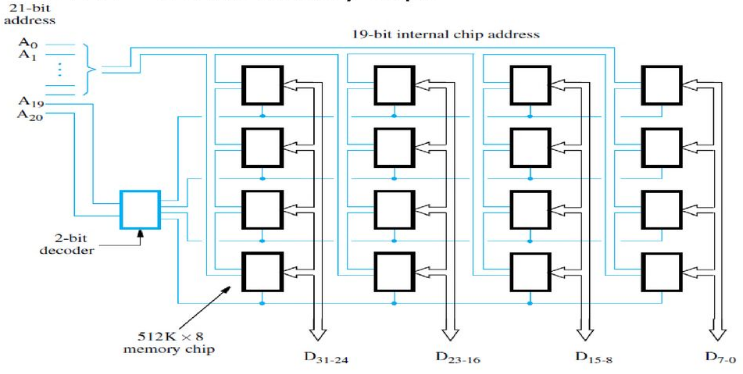 21-bit
address
A0
A1
19-bit internal chip address
A19
A20
2-bit
decoder
512K × 8
memory chip
D31-24
D23-16
D15-8
D7-0